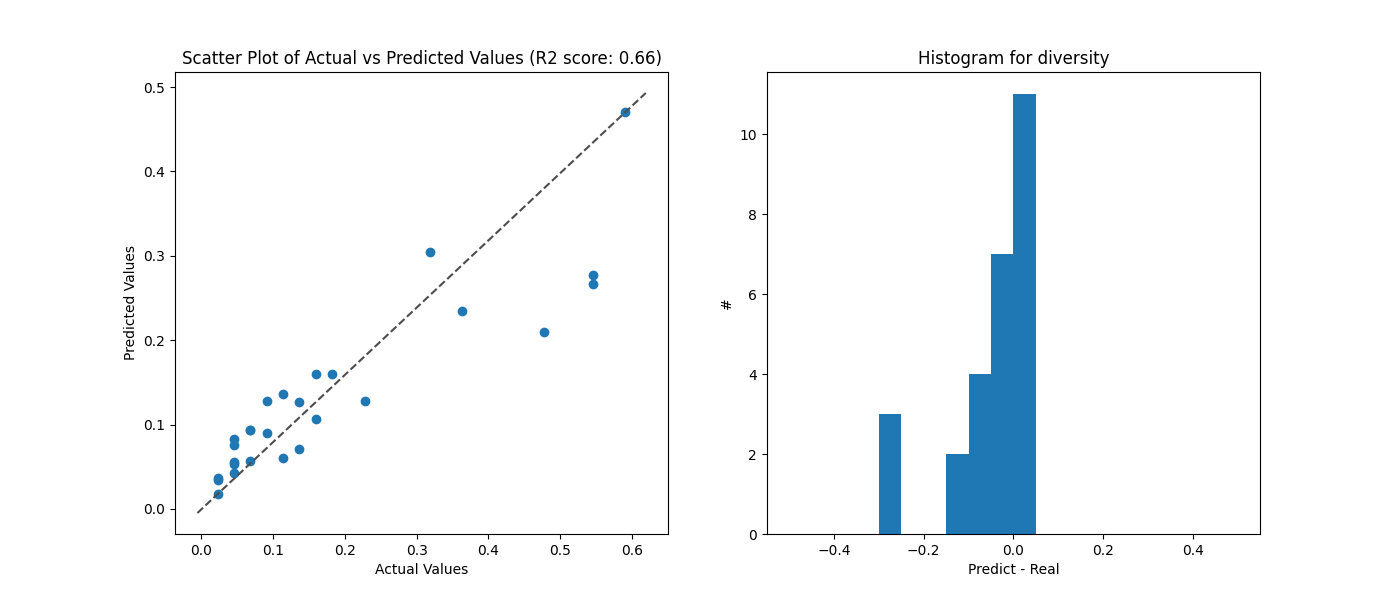 Scatter Plot of Actual vs Predicted Values (R2 score: 0.66)
0.5
0.4
0.3
0.2
0.1
0.0
Predicted Values
0.0 0.1 0.2 0.3 0.4 0.5 0.6
Actual Values
Histogram for diversity
10
8
6
4
2
0
#
−0.4 −0.2 0.0 0.2 0.4
Predict - Real